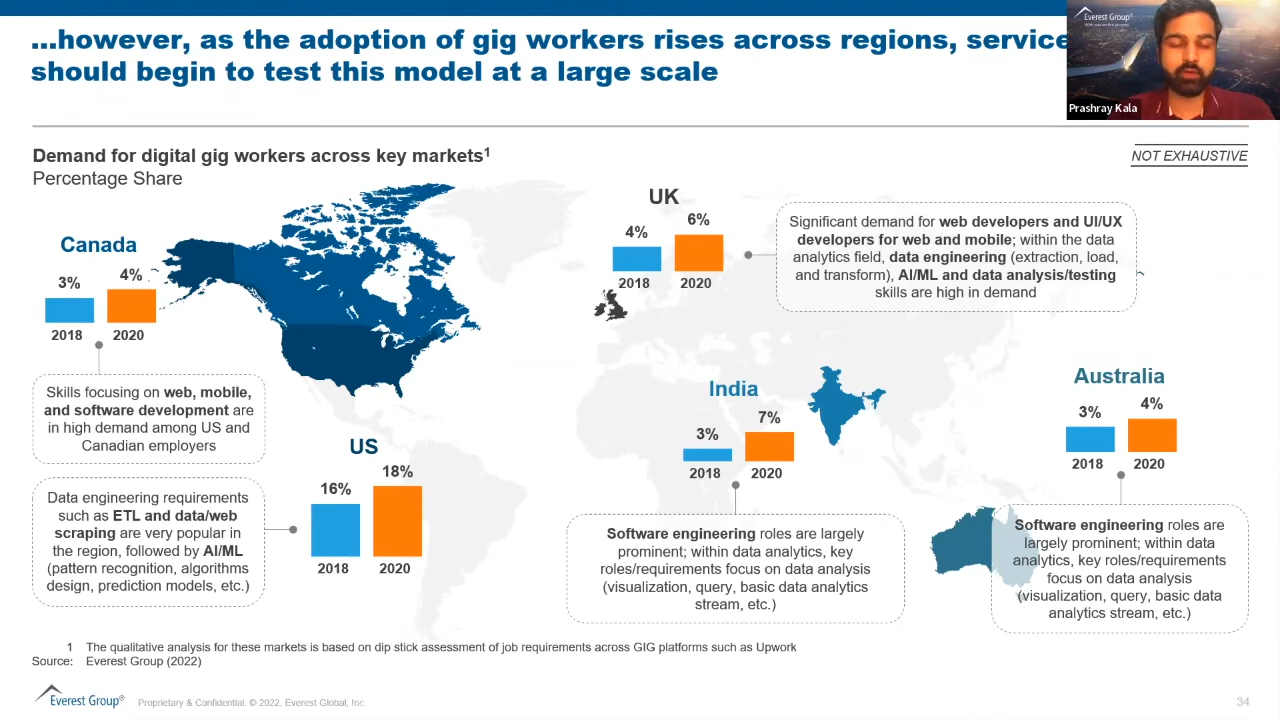 ...however, as the adoption of gig workers rises across regions, service
should begin to test this model at a large scale
Everest Group®
Prashray Kala
Demand for digital gig workers across key markets¹
Percentage Share
NOT EXHAUSTIVE
Canada
3%
4%
2018
2020
Skills focusing on web, mobile,
and software development are
in high demand among US and
Canadian employers
US
16%
18%
2018
2020
Data engineering requirements
such as ETL and data/web
scraping are very popular in
the region, followed by AI/ML
(pattern recognition, algorithms
design, prediction models, etc.)
UK
4%
6%
2018
2020
Significant demand for web developers and UI/UX
developers for web and mobile; within the data
analytics field, data engineering (extraction, load,
and transform), AI/ML and data analysis/testing
skills are high in demand
India
3%
7%
2018
2020
Software engineering roles are largely
prominent; within data analytics, key
roles/requirements focus on data analysis
(visualization, query, basic data analytics
stream, etc.)
Australia
3%
4%
2018
2020
Software engineering roles are
largely prominent; within data
analytics, key roles/requirements
focus on data analysis
(visualization, query, basic data
analytics stream, etc.)
1 The qualitative analysis for these markets is based on dip stick assessment of job requirements across GIG platforms such as Upwork
Source: Everest Group (2022)
Everest Group®
Proprietary & Confidential. © 2022, Everest Global, Inc.
34